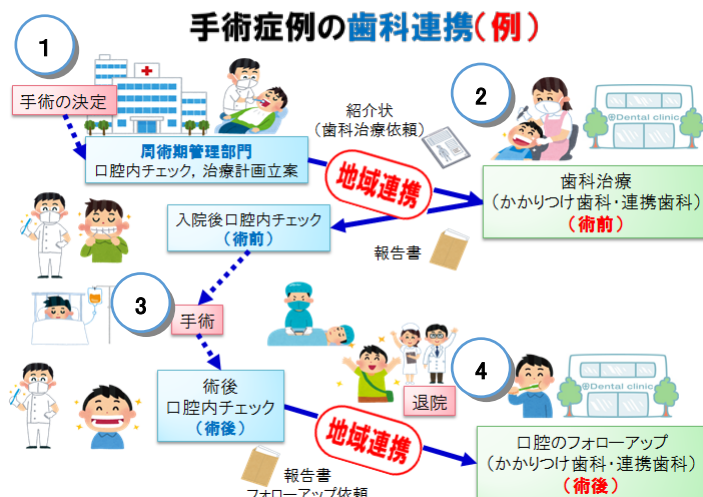 手術症例の歯科連携(例)
1
手術の決定
周術期管理部門
口腔内チェック, 治療計画立案
紹介状
(歯科治療依頼)
地域連携
2
Dental clinic
歯科治療
(かかりつけ歯科・連携歯科)
(術前)
入院後口腔内チェック
(術前)
報告書
3
手術
術後
口腔内チェック
(術後)
退院
4
Dental clinic
地域連携
報告書
フォローアップ依頼
口腔のフォローアップ
(かかりつけ歯科・連携歯科)
(術後)